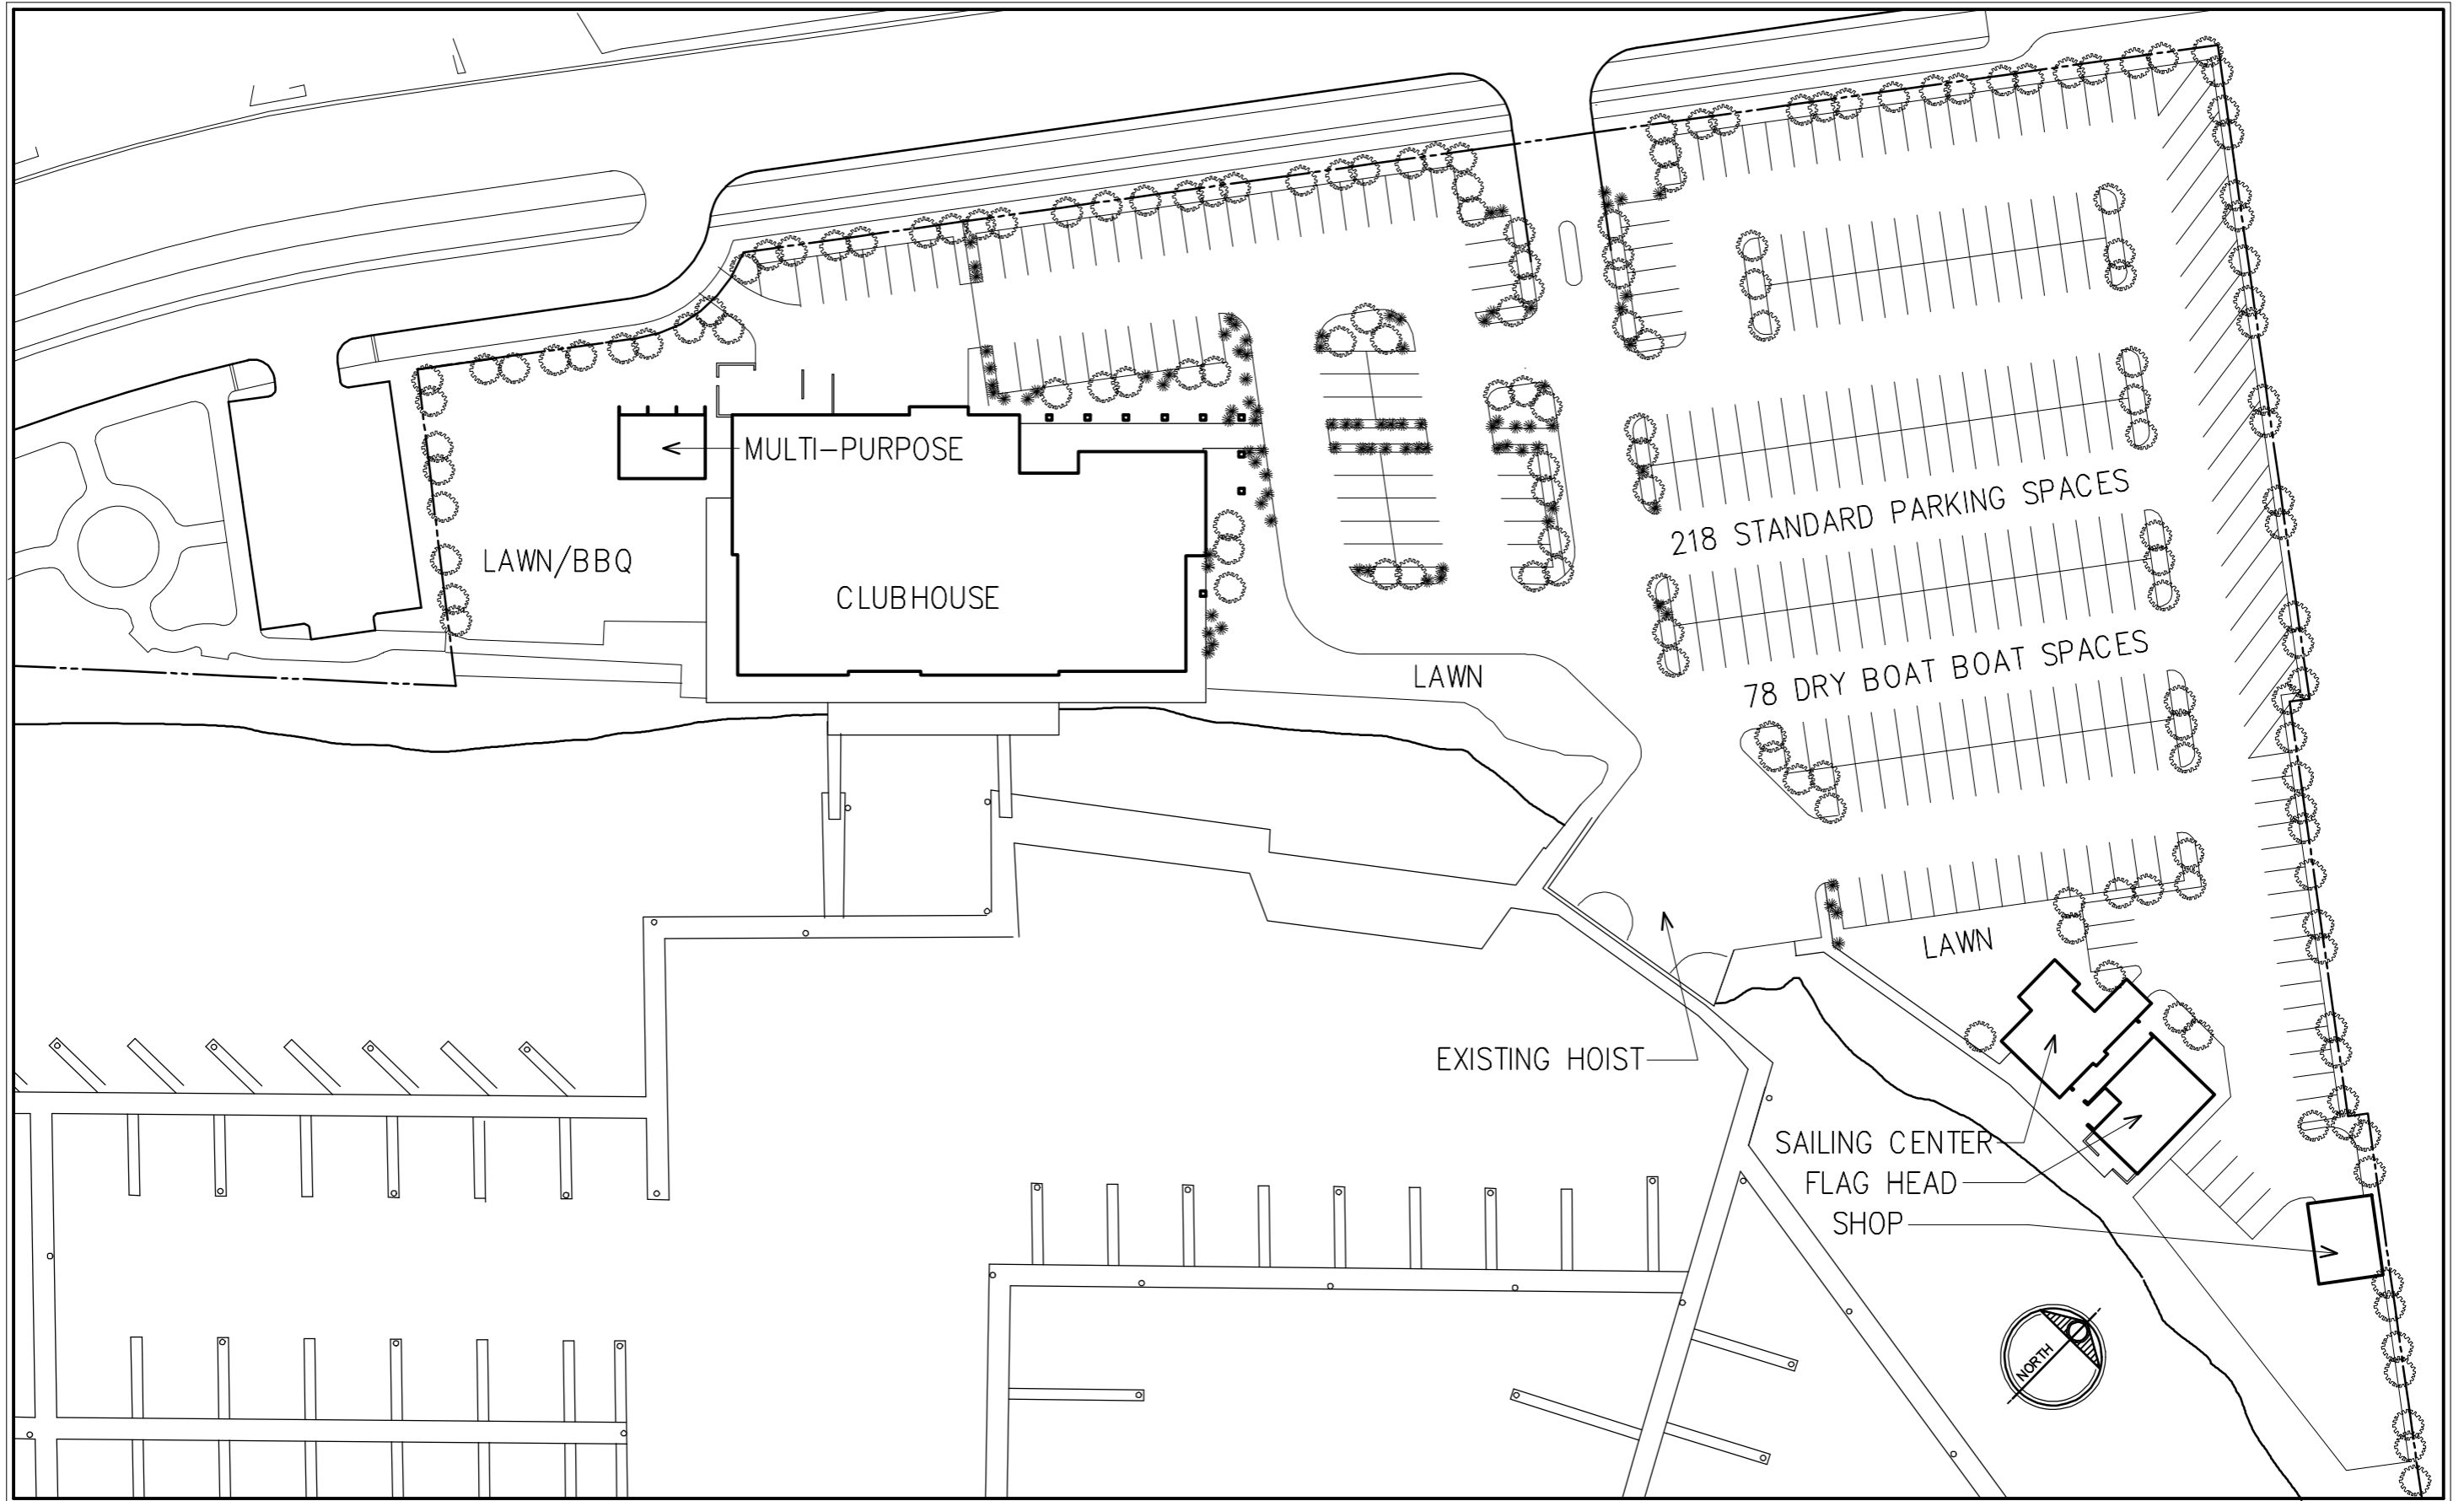 MULTI-PURPOSE
218 STANDARD PARKING SPACES
LAWN/BBQ
CLUBHOUSE
LAWN
78 DRY BOAT BOAT SPACES
LAWN
EXISTING HOIST
SAILING CENTER
FLAG HEAD
SHOP
NORTH